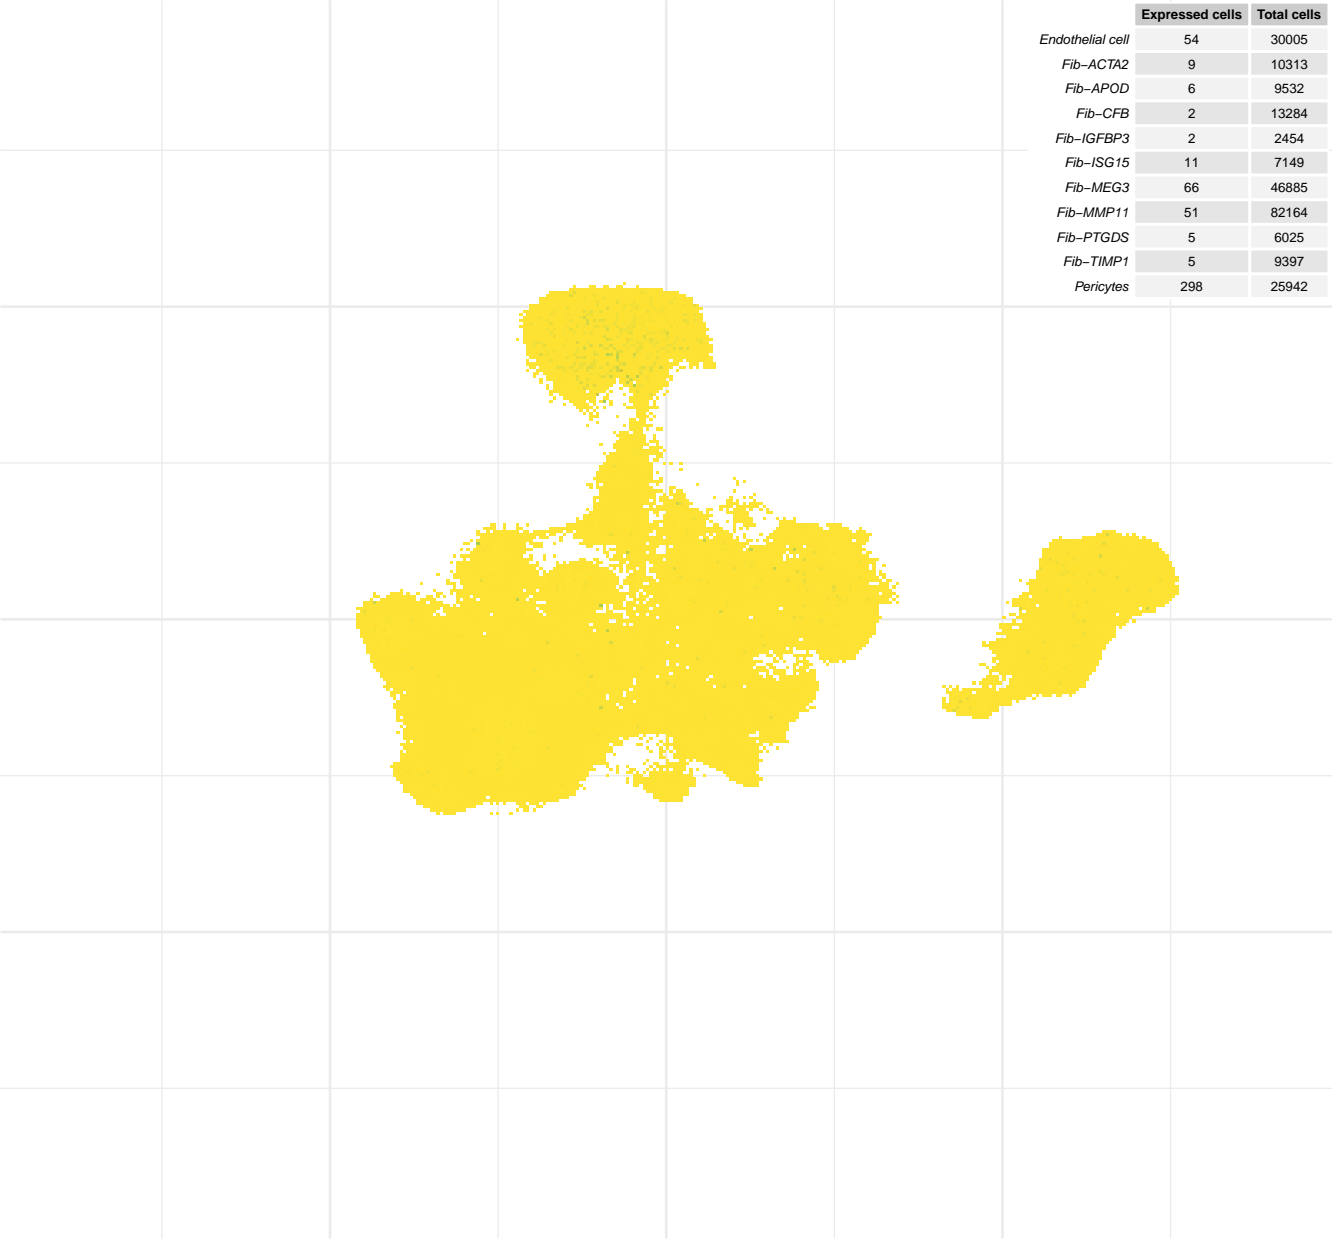 Expressed cells Total cells
Endothelial cell 54 30005
Fib−ACTA2 9 10313
Fib−APOD 6 9532
Fib−CFB 2 13284
Fib−IGFBP3 2 2454
Fib−ISG15 11 7149
Fib−MEG3 66 46885
Fib−MMP11 51 82164
Fib−PTGDS 5 6025
Fib−TIMP1 5 9397
Pericytes 298 25942